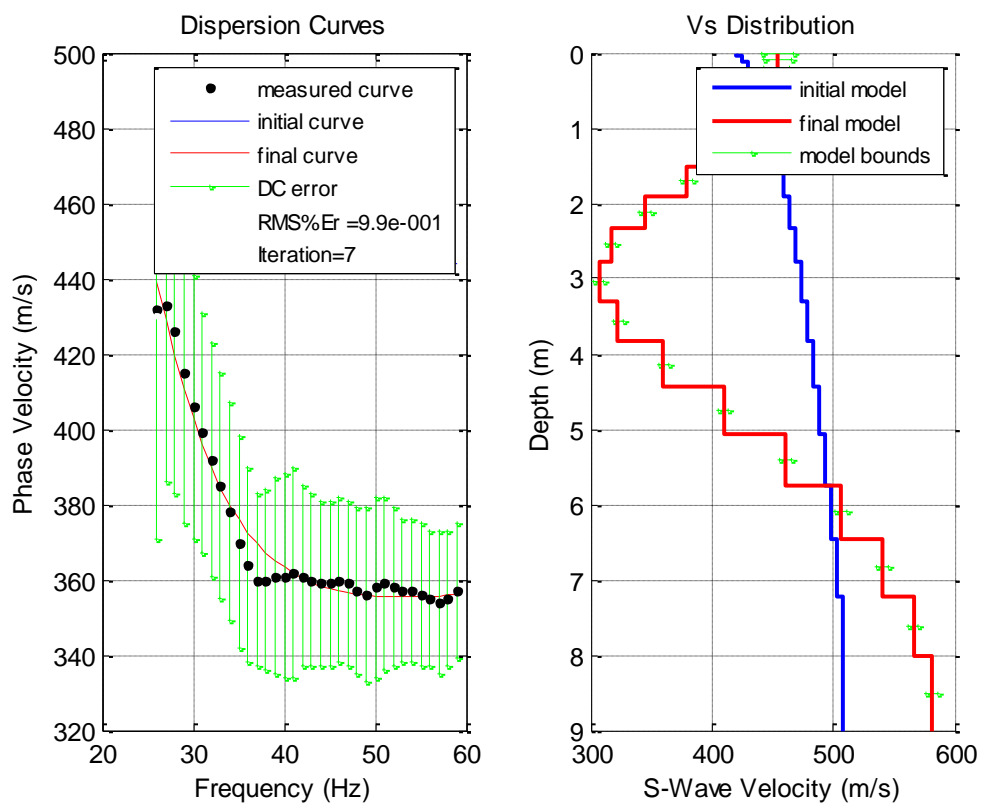 Dispersion Curves
500
480
460
440
420
400
380
360
340
320
20
30
40
50
60
Phase Velocity (m/s)
Frequency (Hz)
measured curve
initial curve
final curve
DC error
RMS%Er =9.9e-001
Iteration=7
Vs Distribution
0
1
2
3
4
5
6
7
8
9
300
400
500
600
Depth (m)
S-Wave Velocity (m/s)
initial model
final model
model bounds